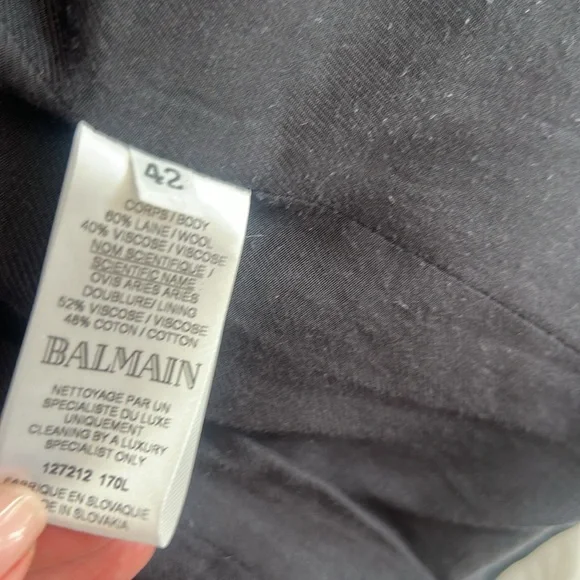 42
CORPS / BODY
60% LAINE / WOOL
40% VISCOSE / VISCOSE
NOM SCIENTIFIQUE /
SCIENTIFIC NAME
OVIS ARIES ARIES
DOUBLURE / LINING
52% VISCOSE / VISCOSE
48% COTON / COTTON
BALMAIN
NETTOYAGE PAR UN
SPECIALISTE DU LUXE
UNIQUEMENT
CLEANING BY A LUXURY
SPECIALIST ONLY
127212 170L
FABRIQUE EN SLOVAQUIE
DE IN SLOVAKIA